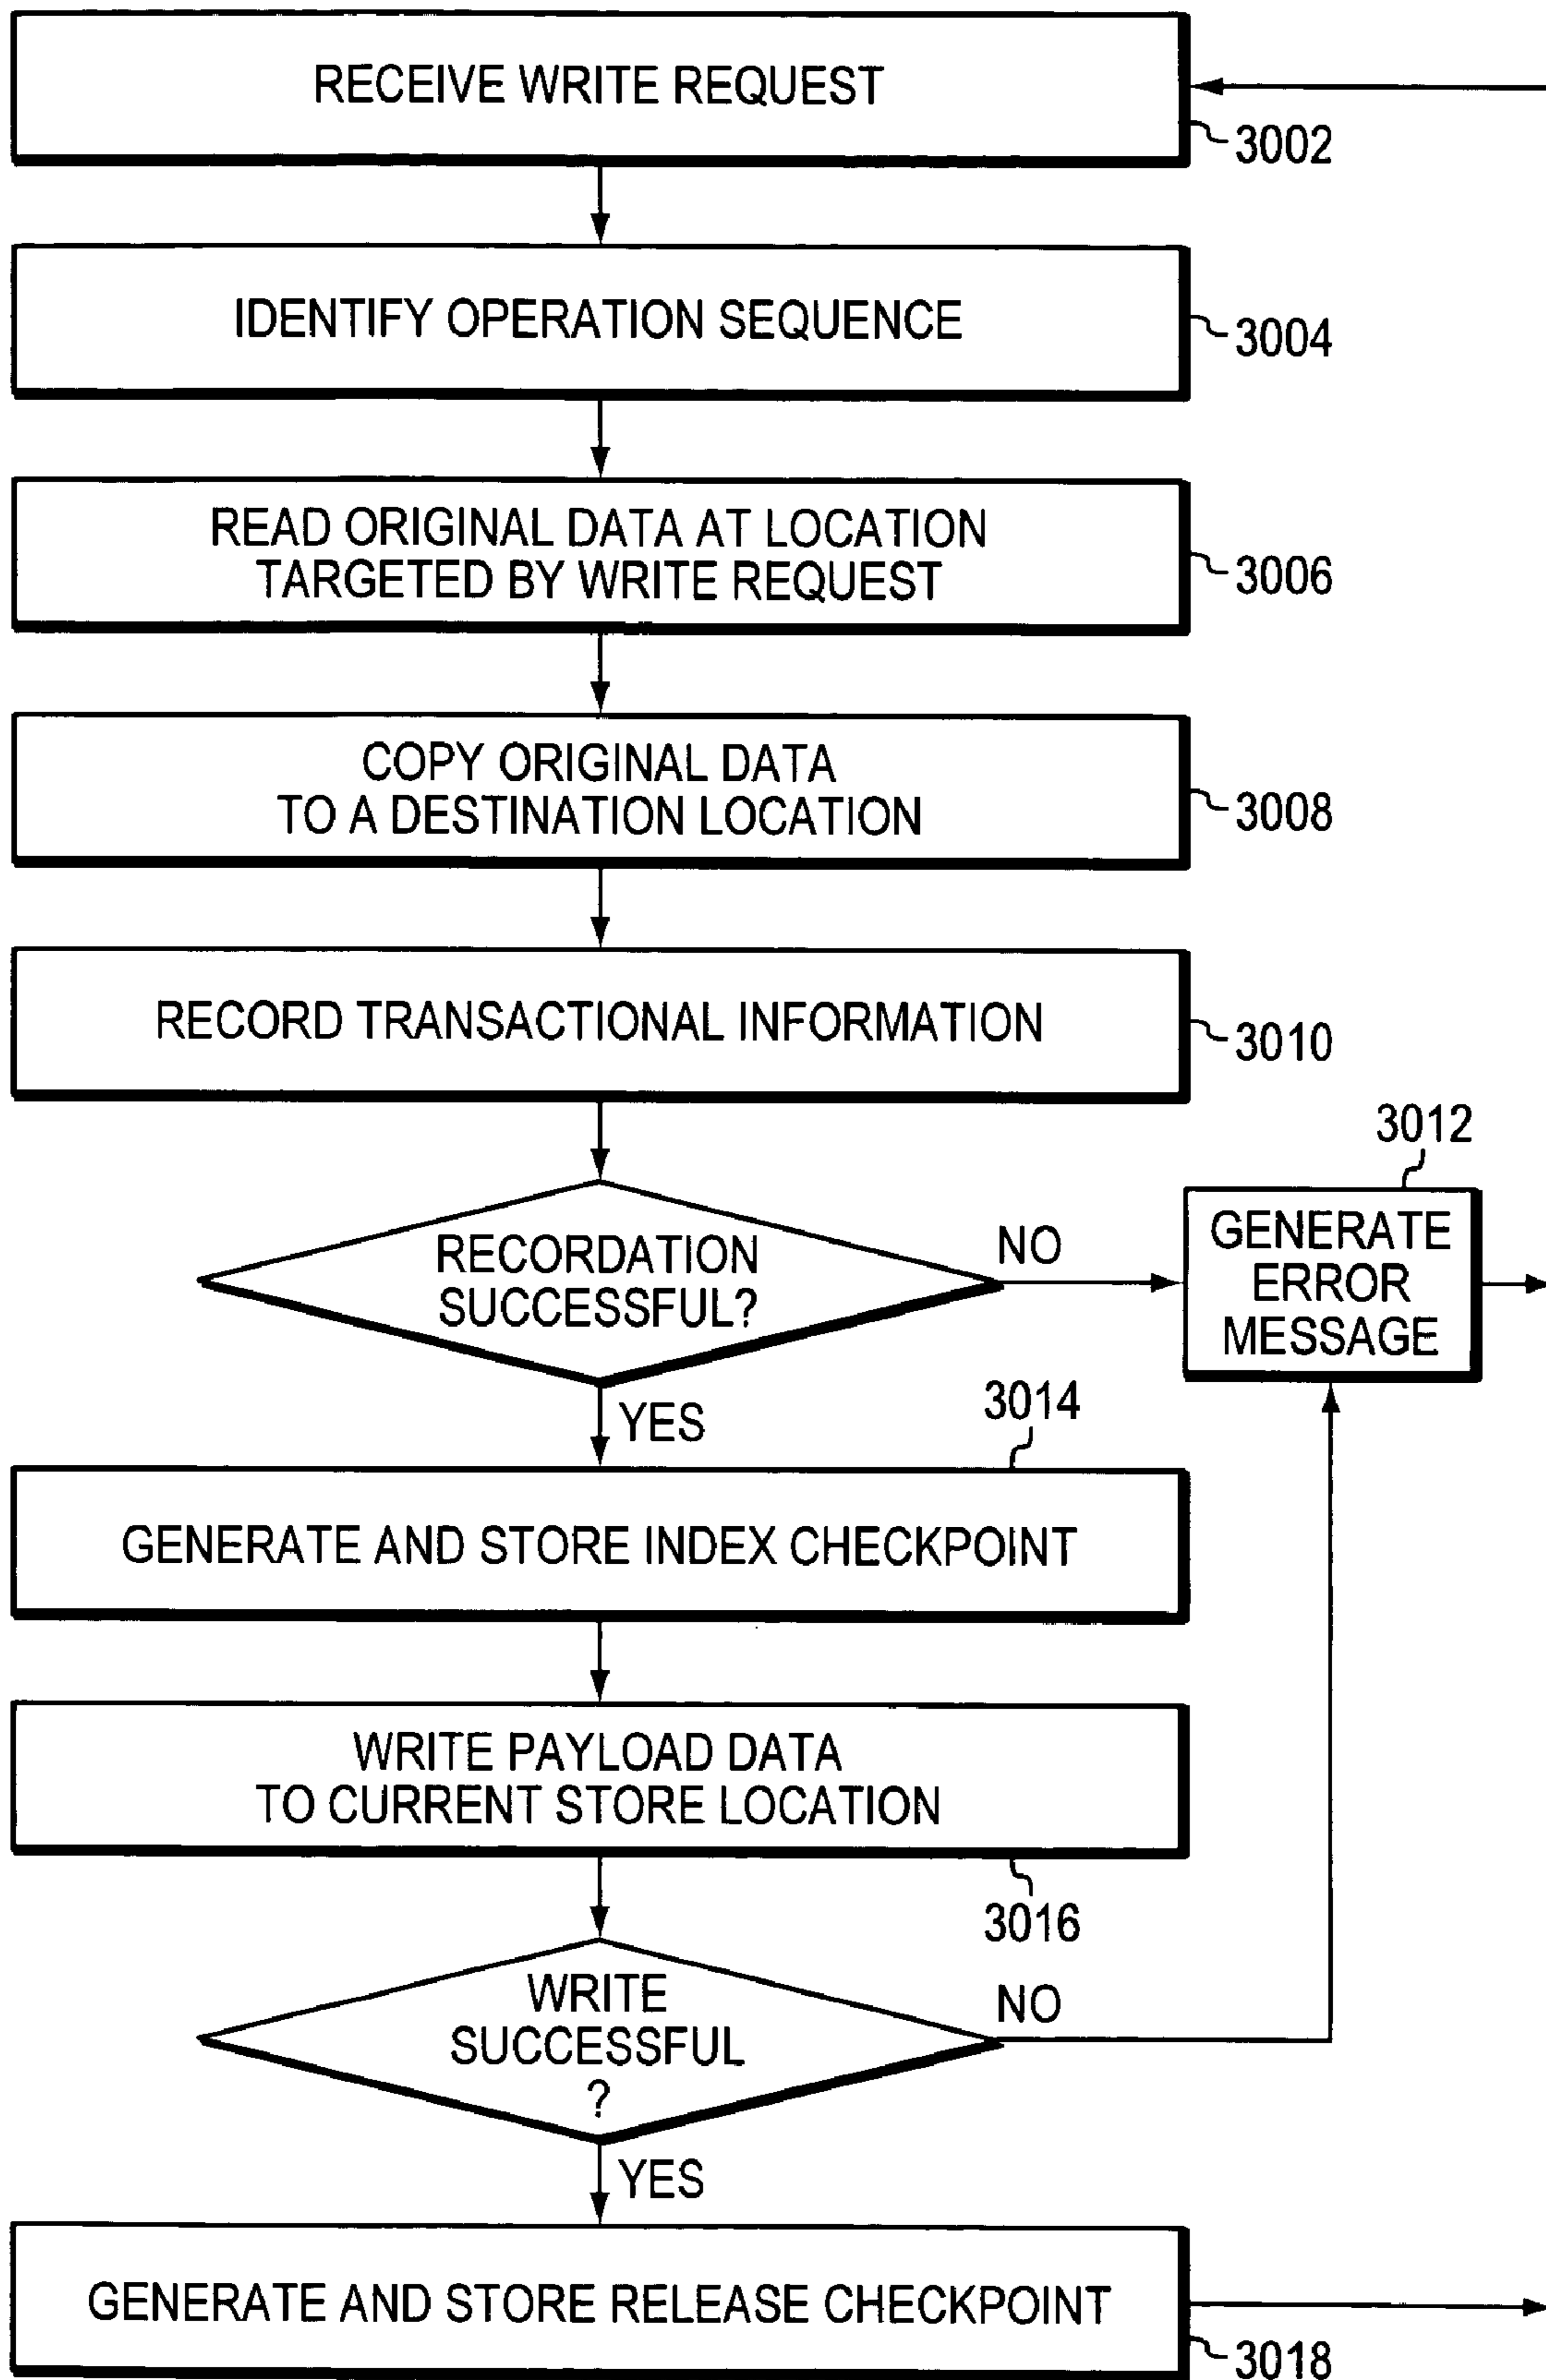 RECEIVE WRITE REQUEST
3002
IDENTIFY OPERATION SEQUENCE
3004
READ ORIGINAL DATA AT LOCATION
TARGETED BY WRITE REQUEST
3006
COPY ORIGINAL DATA
TO A DESTINATION LOCATION
3008
RECORD TRANSACTIONAL INFORMATION
3010
RECORDATION
SUCCESSFUL?
NO
3012
GENERATE
ERROR
MESSAGE
YES
3014
GENERATE AND STORE INDEX CHECKPOINT
WRITE PAYLOAD DATA
TO CURRENT STORE LOCATION
3016
WRITE
SUCCESSFUL
?
NO
YES
GENERATE AND STORE RELEASE CHECKPOINT
3018